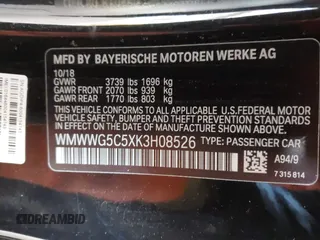 MFD BY BAYERISCHE MOTOREN WERKE AG
10/18
GVWR 3739 lbs 1696 kg
GAWR FRONT 2070 lbs 939 kg
GAWR REAR 1770 lbs 803 kg
THIS VEHICLE CONFORMS TO ALL APPLICABLE U.S. FEDERAL MOTOR VEHICLE SAFETY, BUMPER AND THEFT PREVENTION STANDARDS IN EFFECT ON THE DATE OF MANUFACTURE SHOWN ABOVE.
WMWWG5C5XK3H08526 TYPE: PASSENGER CAR
A94/9
7 315 814
© DREAMBID